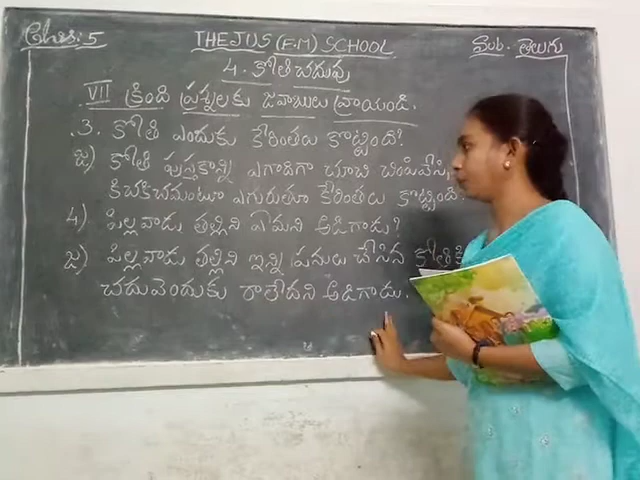 Class: 5
THEJUS (E.M) SCHOOL
Sub. తెలుగు
4. కోతి చదువు
VII క్రింది ప్రశ్నలకు జవాబులు వ్రాయండి.
3. కోతి ఎందుకు కేరింతలు కొట్టింది?
జ) కోతి పుస్తకాన్ని ఎగాదిగా చూచి చింపివేసి,
కిచకిచమంటూ ఎగురుతూ కేరింతలు కొట్టింది.
4) పిల్లవాడు తల్లిని ఏమని అడిగాడు?
జ) పిల్లవాడు తల్లిని ఇన్ని పనులు చేసిన కోతికి
చదువెందుకు రాలేదని అడిగాడు.